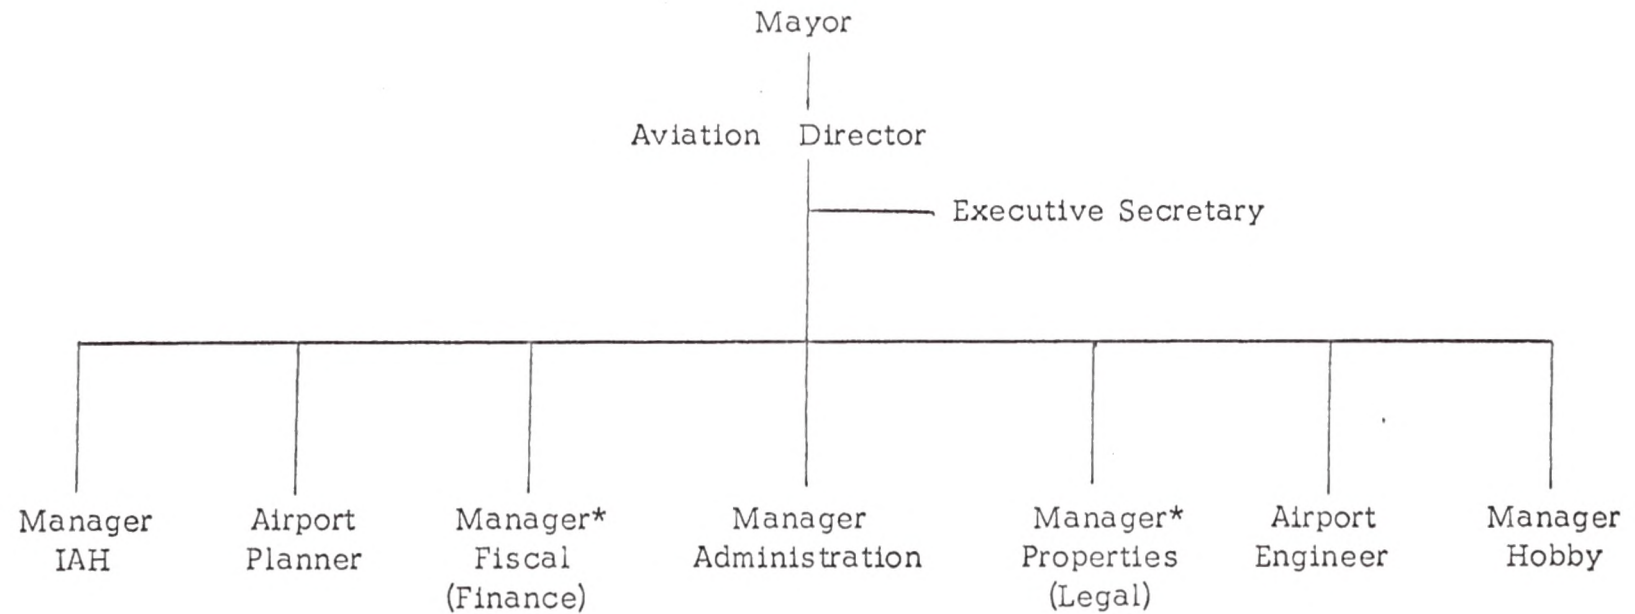 Mayor
Aviation Director
Executive Secretary
Manager IAH
Airport Planner
Manager* Fiscal (Finance)
Manager Administration
Manager* Properties (Legal)
Airport Engineer
Manager Hobby